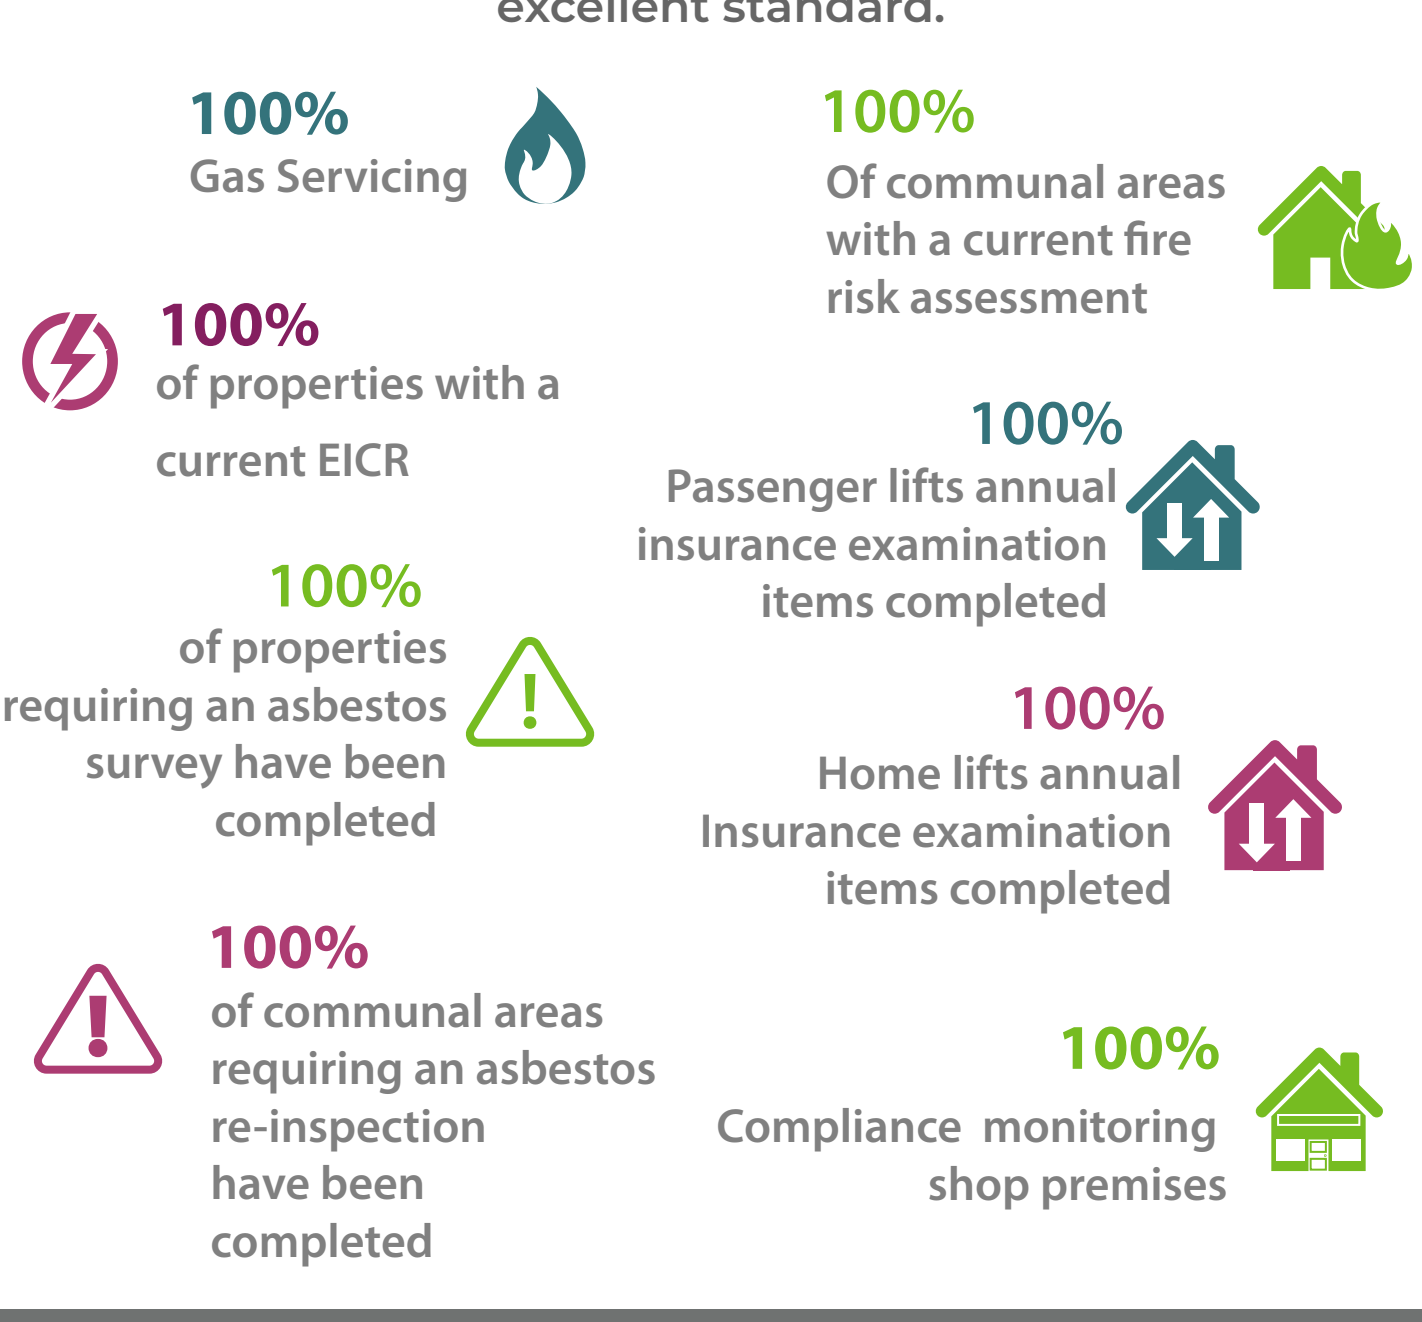 excellent standard.
100%
Gas Servicing
100%
of properties with a
current EICR
100%
of properties
requiring an asbestos
survey have been
completed
100%
of communal areas
requiring an asbestos
re-inspection
have been
completed
100%
Of communal areas
with a current fire
risk assessment
100%
Passenger lifts annual
insurance examination
items completed
100%
Home lifts annual
Insurance examination
items completed
100%
Compliance  monitoring
shop premises